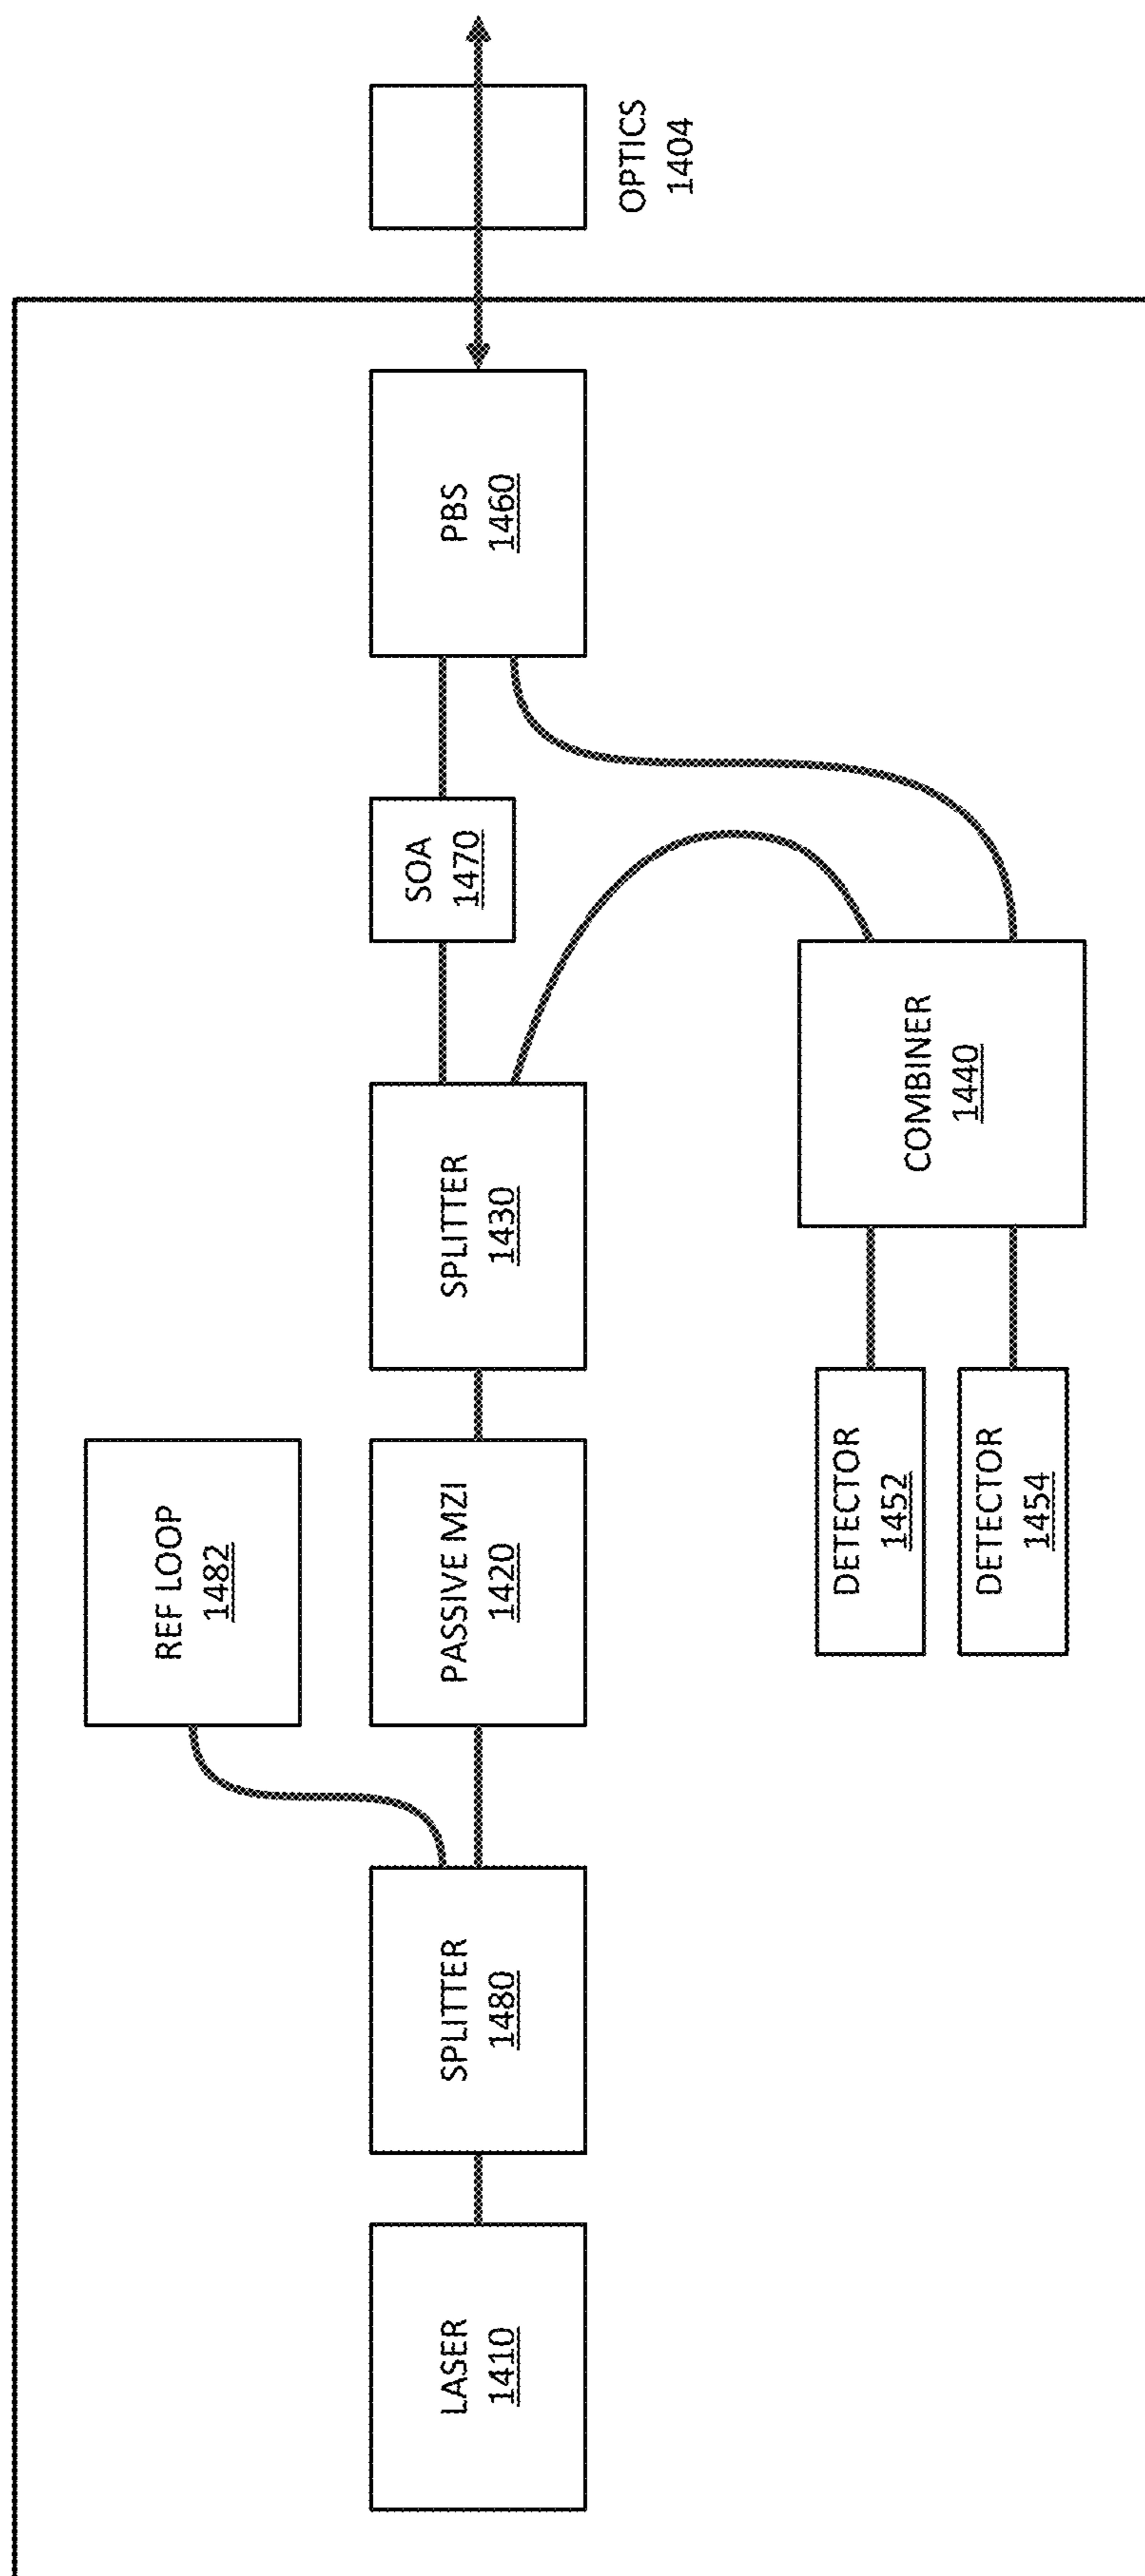 REF LOOP
1482
LASER
1410
SPLITTER
1480
PASSIVE MZI
1420
SPLITTER
1430
SOA
1470
PBS
1460
OPTICS
1404
DETECTOR
1452
DETECTOR
1454
COMBINER
1440